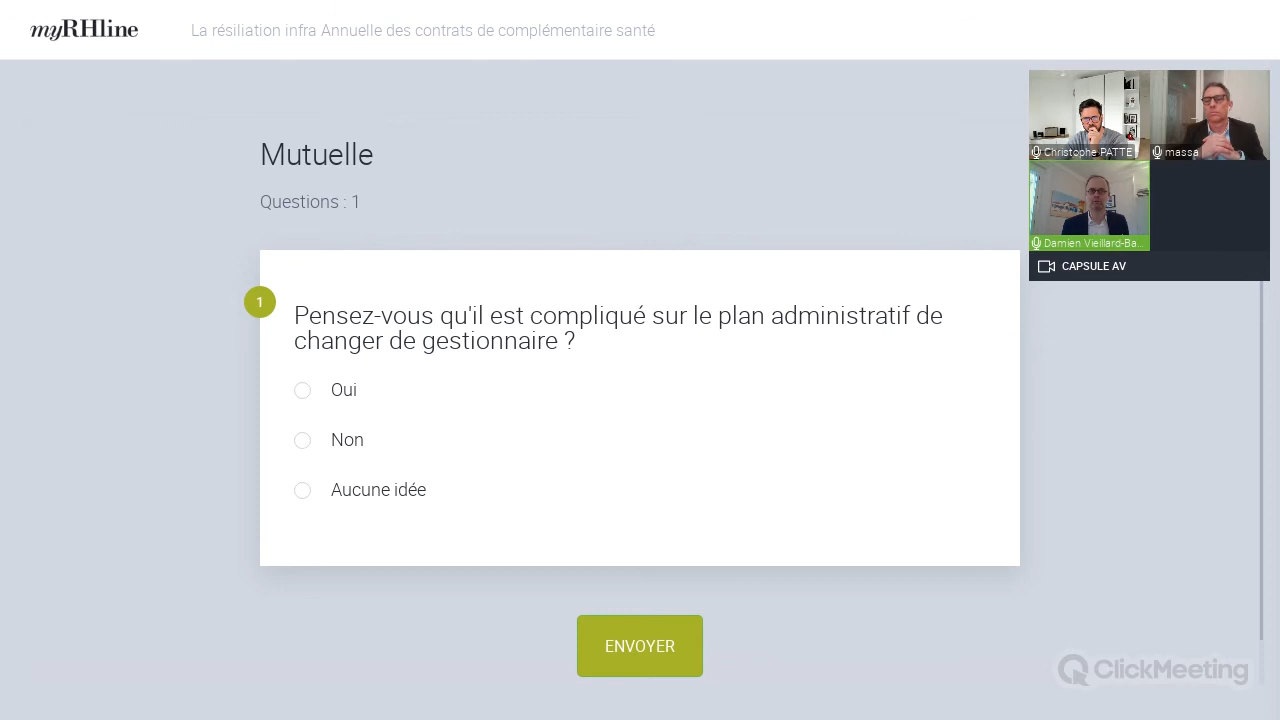 myRHline
La résiliation infra Annuelle des contrats de complémentaire santé
Mutuelle
Questions : 1
1
Pensez-vous qu'il est compliqué sur le plan administratif de
changer de gestionnaire ?
Oui
Non
Aucune idée
ENVOYER
Christophe PATTE
massa
Damien Vieillard-Ba...
CAPSULE AV
ClickMeeting